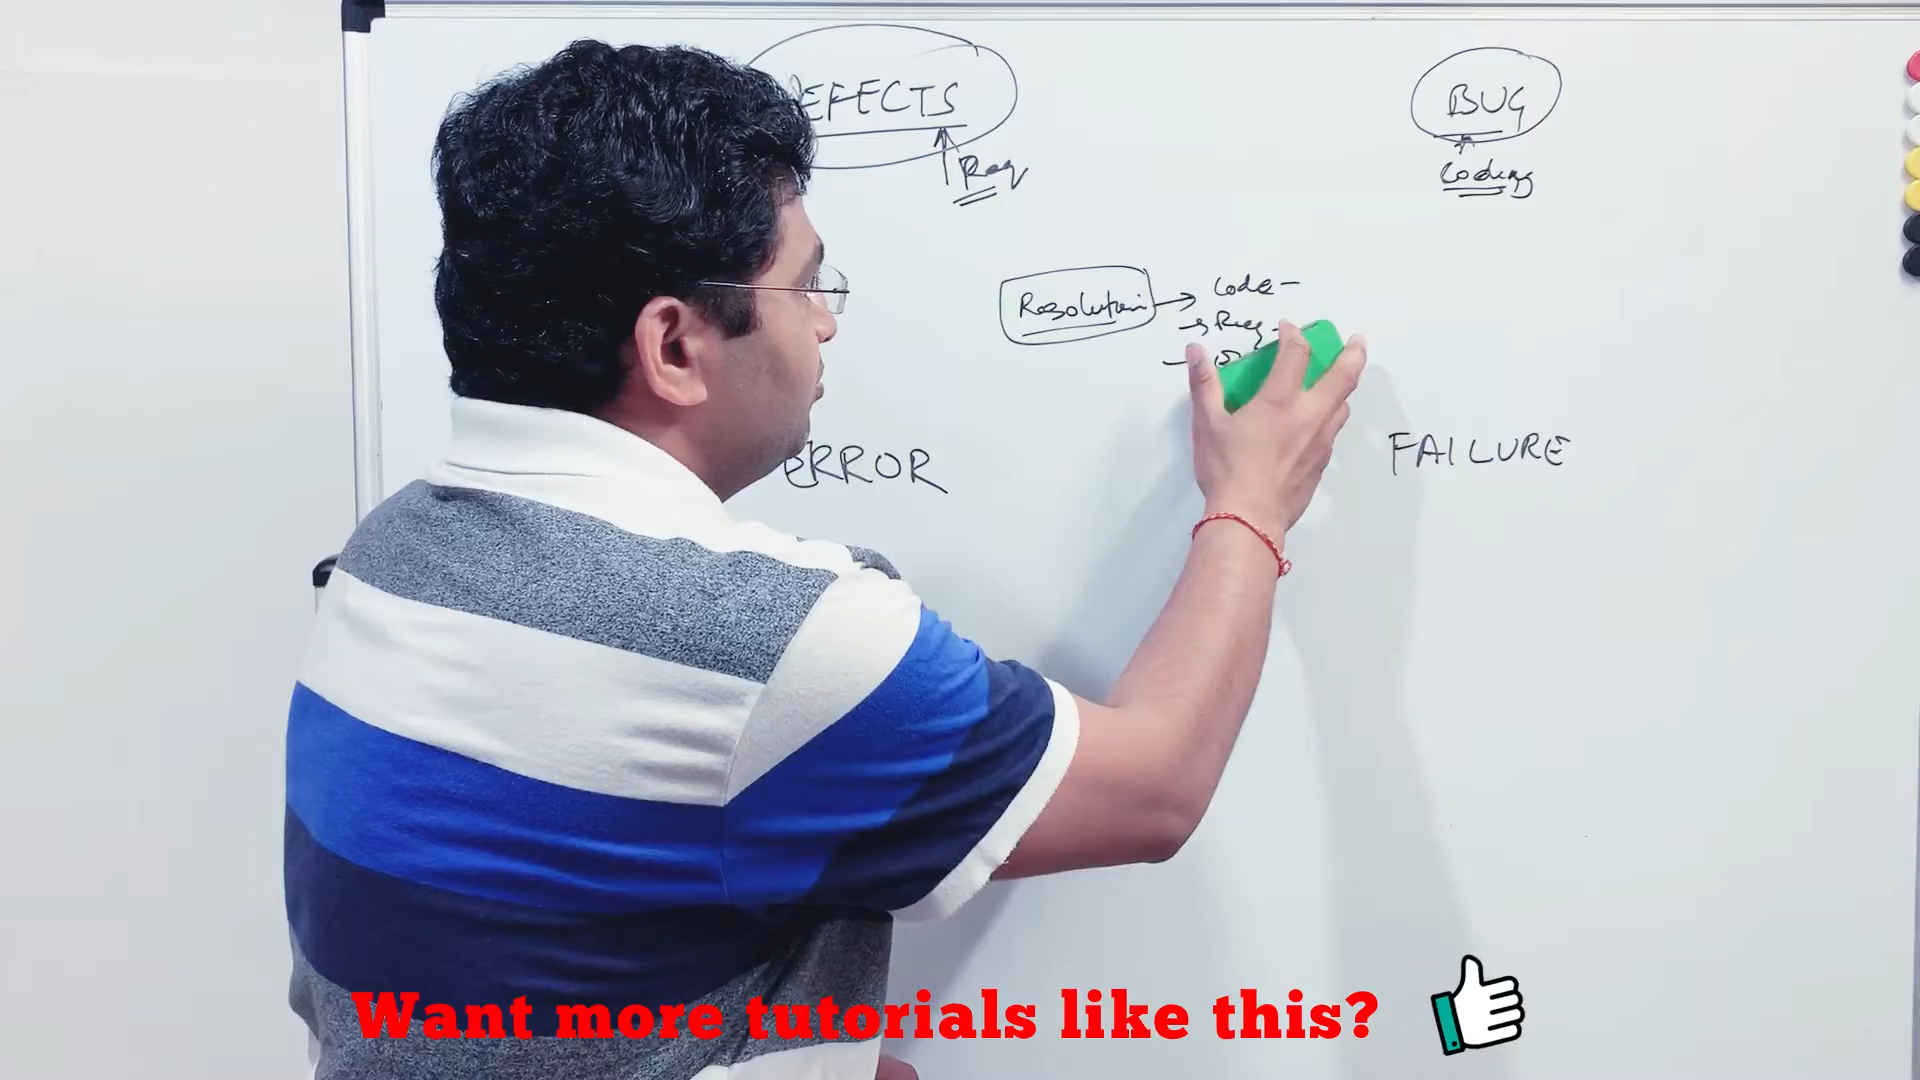 EFECTS
BUG
Req
Coding
Resolution
Code
Req
ERROR
FAILURE
Want more tutorials like this?